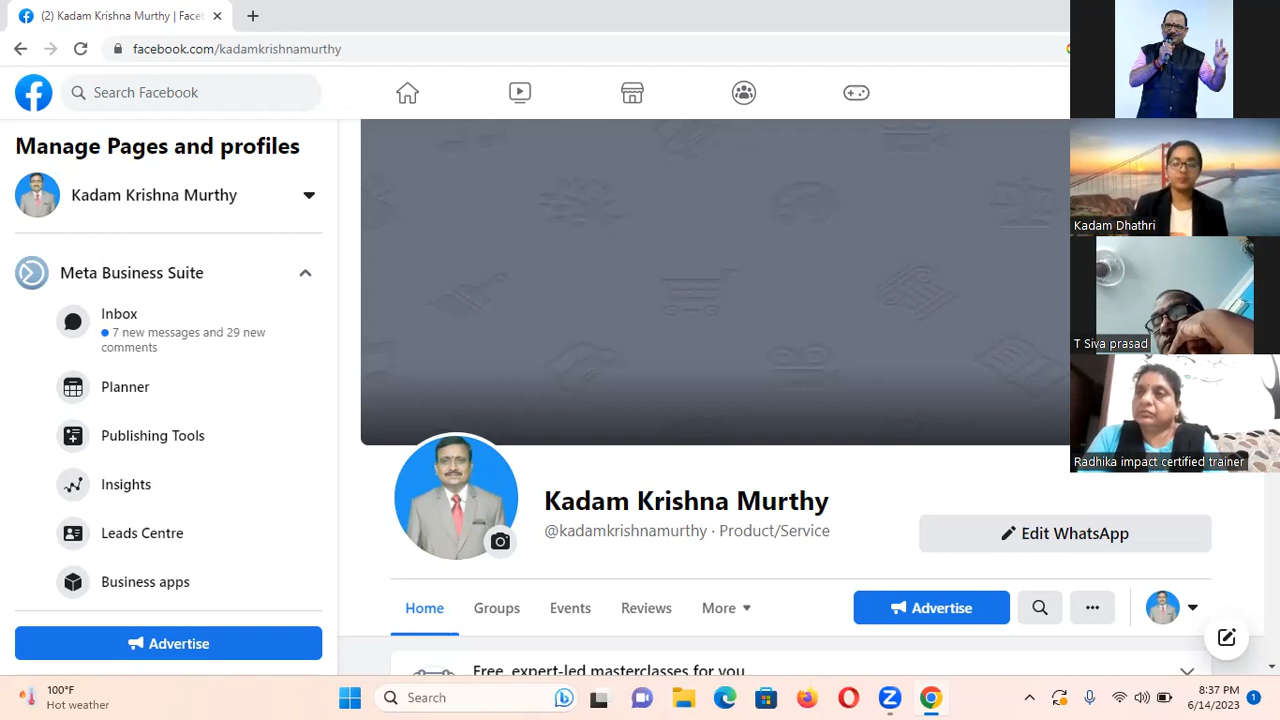 (2) Kadam Krishna Murthy | Face
facebook.com/kadamkrishnamurthy
Search Facebook
Manage Pages and profiles
Kadam Krishna Murthy
Meta Business Suite
Inbox
7 new messages and 29 new
comments
Planner
Publishing Tools
Insights
Leads Centre
Business apps
Advertise
Kadam Krishna Murthy
@kadamkrishnamurthy · Product/Service
Edit WhatsApp
Home
Groups
Events
Reviews
More
Advertise
Free, expert-led masterclasses for you
Kadam Dhathri
T Siva prasad
Radhika impact certified trainer
100°F
Hot weather
Search
8:37 PM
6/14/2023
1